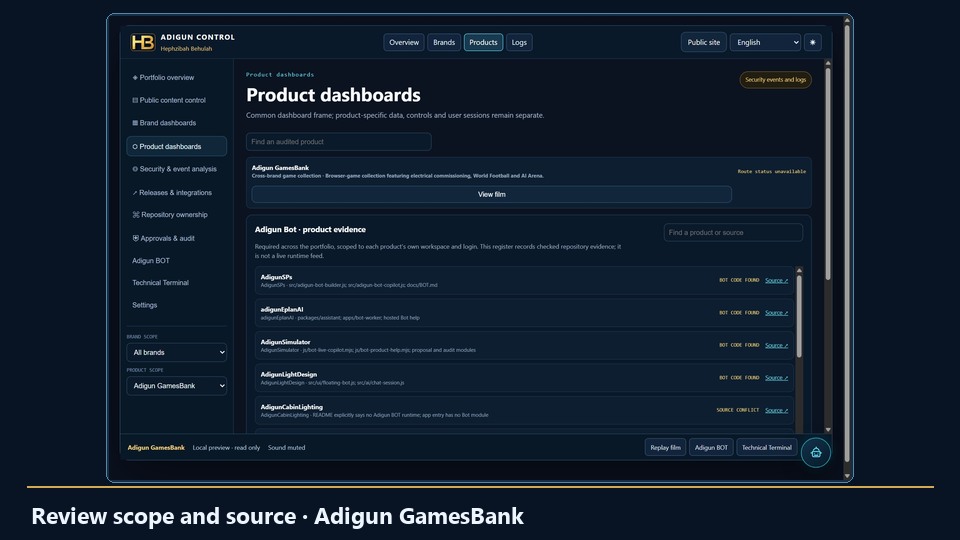 HB
ADIGUN CONTROL
Hephzibah Behulah
Overview
Brands
Products
Logs
Public site
English
Portfolio overview
Public content control
Brand dashboards
Product dashboards
Security & event analysis
Releases & integrations
Repository ownership
Approvals & audit
Adigun BOT
Technical Terminal
Settings
BRAND SCOPE
All brands
PRODUCT SCOPE
Adigun GamesBank
Product dashboards
Product dashboards
Common dashboard frame; product-specific data, controls and user sessions remain separate.
Security events and logs
Find an audited product
Adigun GamesBank
Cross-brand game collection · Browser-game collection featuring electrical commissioning, World Football and AI Arena.
Route status unavailable
View film
Adigun Bot · product evidence
Required across the portfolio, scoped to each product's own workspace and login. This register records checked repository evidence; it
is not a live runtime feed.
Find a product or source
AdigunSPs
AdigunSPs · src/adigun-bot-builder.js; src/adigun-bot-copilot.js; docs/BOT.md
BOT CODE FOUND Source ↗
adigunEplanAI
adigunEplanAI · packages/assistant; apps/bot-worker; hosted Bot help
BOT CODE FOUND Source ↗
AdigunSimulator
AdigunSimulator · js/bot-live-copilot.mjs; js/bot-product-help.mjs; proposal and audit modules
BOT CODE FOUND Source ↗
AdigunLightDesign
AdigunLightDesign · src/ui/floating-bot.js; src/ai/chat-session.js
BOT CODE FOUND Source ↗
AdigunCabinLighting
AdigunCabinLighting · README explicitly says no Adigun BOT runtime; app entry has no Bot module
SOURCE CONFLICT Source ↗
Adigun GamesBank
Local preview · read only
Sound muted
Replay film
Adigun BOT
Technical Terminal
Review scope and source · Adigun GamesBank